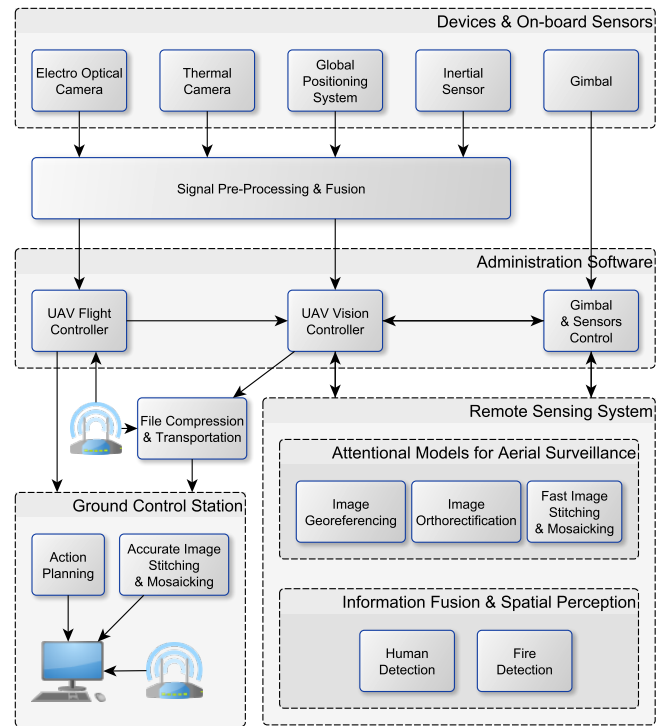 Devices & On-board Sensors
Electro Optical
Camera
Thermal
Camera
Global
Positioning
System
Inertial
Sensor
Gimbal
Signal Pre-Processing & Fusion
Administration Software
UAV Flight
Controller
UAV Vision
Controller
Gimbal
& Sensors
Control
File Compression
& Transportation
Remote Sensing System
Attentional Models for Aerial Surveillance
Image
Georeferencing
Image
Orthorectification
Fast Image
Stitching
& Mosaicking
Ground Control Station
Action
Planning
Accurate Image
Stitching
& Mosaicking
Information Fusion & Spatial Perception
Human
Detection
Fire
Detection